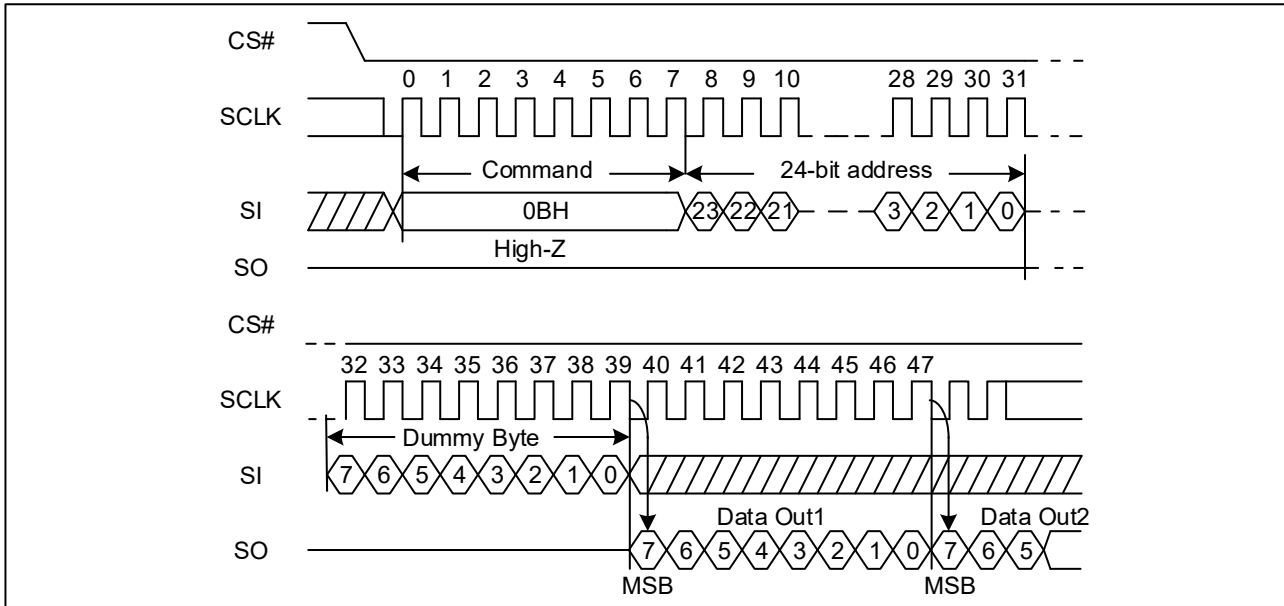 CS#
0 1 2 3 4 5 6 7 8 9 10 28 29 30 31
SCLK
Command 24-bit address
SI 0BH 23 22 21 3 2 1 0
High-Z
SO
CS#
32 33 34 35 36 37 38 39 40 41 42 43 44 45 46 47
SCLK
Dummy Byte
SI 7 6 5 4 3 2 1 0
Data Out1 Data Out2
SO 7 6 5 4 3 2 1 0 7 6 5
MSB MSB